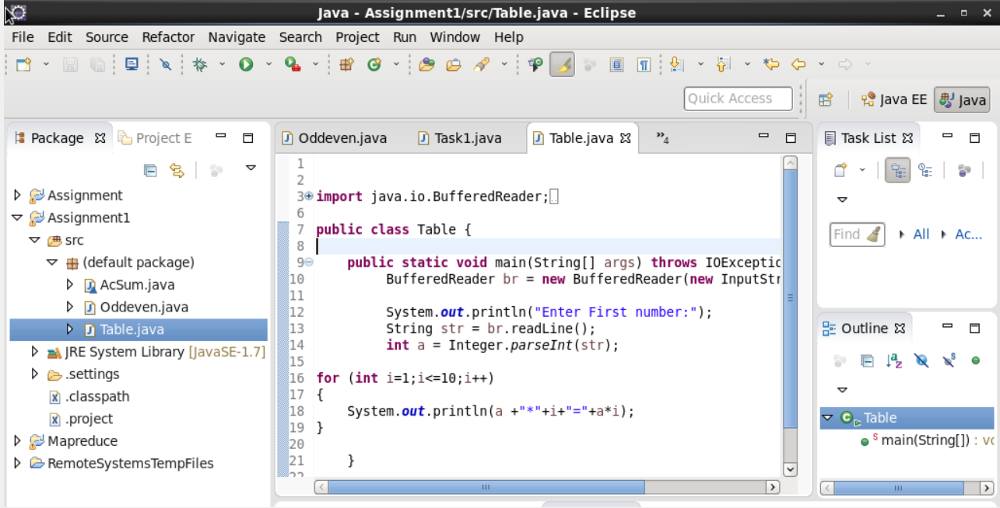 Java - Assignment1/src/Table.java - Eclipse
File Edit Source Refactor Navigate Search Project Run Window Help
Quick Access
Java EE
Java
Package
Project E
Assignment
Assignment1
src
(default package)
AcSum.java
Oddeven.java
Table.java
JRE System Library [JavaSE-1.7]
.settings
.classpath
.project
Mapreduce
RemoteSystemsTempFiles
Oddeven.java Task1.java Table.java »4
1
2
3 import java.io.BufferedReader;
6
7 public class Table {
8
9 public static void main(String[] args) throws IOExceptio
10 BufferedReader br = new BufferedReader(new InputStr
11
12 System.out.println("Enter First number:");
13 String str = br.readLine();
14 int a = Integer.parseInt(str);
15
16 for (int i=1;i<=10;i++)
17 {
18 System.out.println(a +"*"+i+"="+a*i);
19 }
20
21 }
22
Task List
Find All Ac...
Outline
Table
main(String[]) : vo